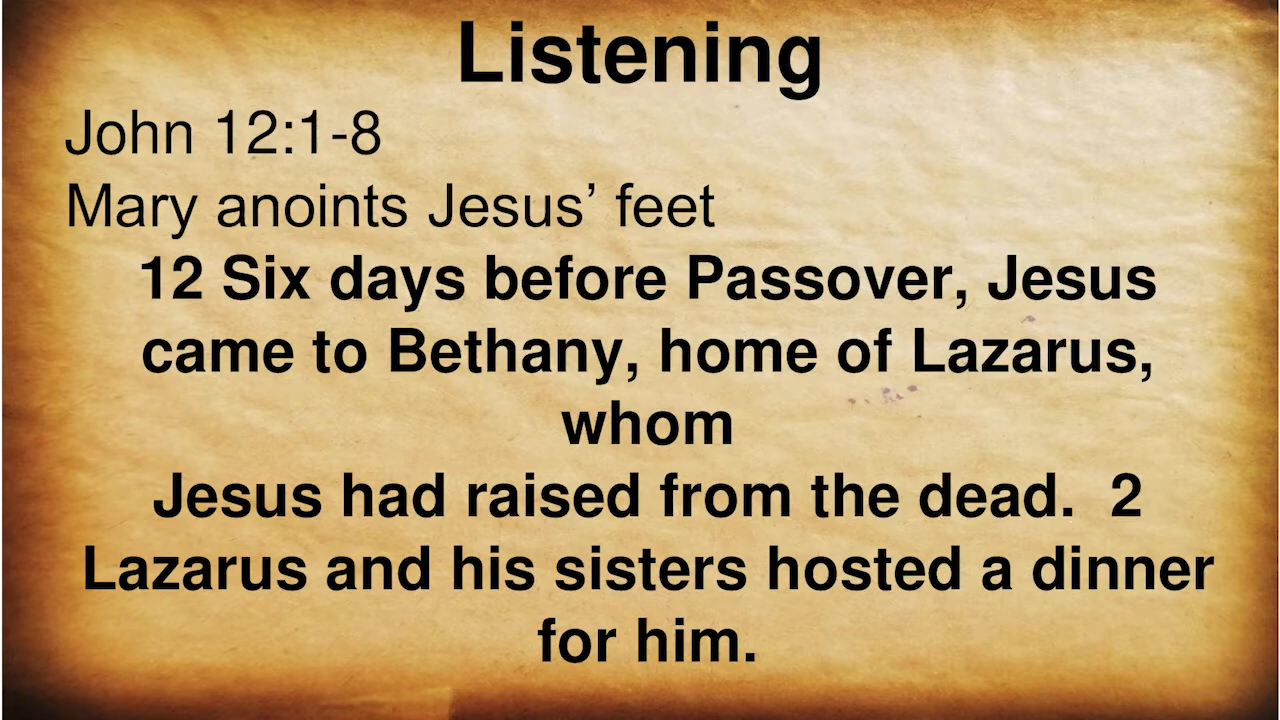 Listening
John 12:1-8
Mary anoints Jesus’ feet
12 Six days before Passover, Jesus
came to Bethany, home of Lazarus,
whom
Jesus had raised from the dead.  2
Lazarus and his sisters hosted a dinner
for him.